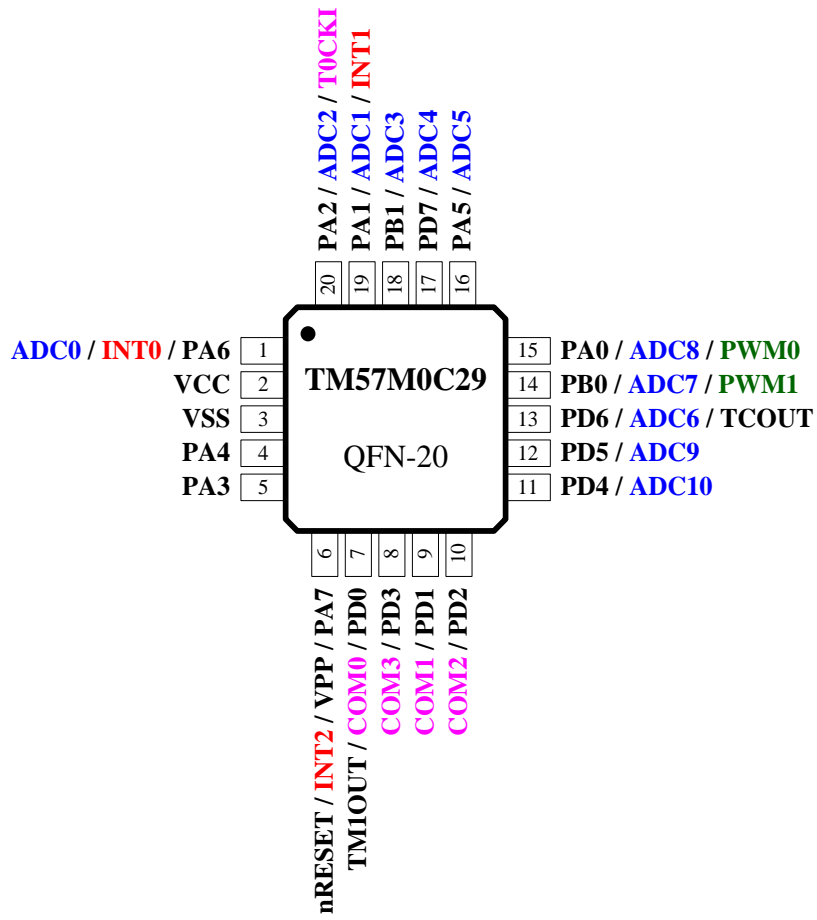 PA2 / ADC2 / T0CKI
PA1 / ADC1 / INT1
PB1 / ADC3
PD7 / ADC4
PA5 / ADC5
20
19
18
17
16
ADC0 / INT0 / PA6
1
VCC
2
VSS
3
PA4
4
PA3
5
TM57M0C29
QFN-20
15
PA0 / ADC8 / PWM0
14
PB0 / ADC7 / PWM1
13
PD6 / ADC6 / TCOUT
12
PD5 / ADC9
11
PD4 / ADC10
6
7
8
9
10
nRESET / INT2 / VPP / PA7
TM1OUT / COM0 / PD0
COM3 / PD3
COM1 / PD1
COM2 / PD2